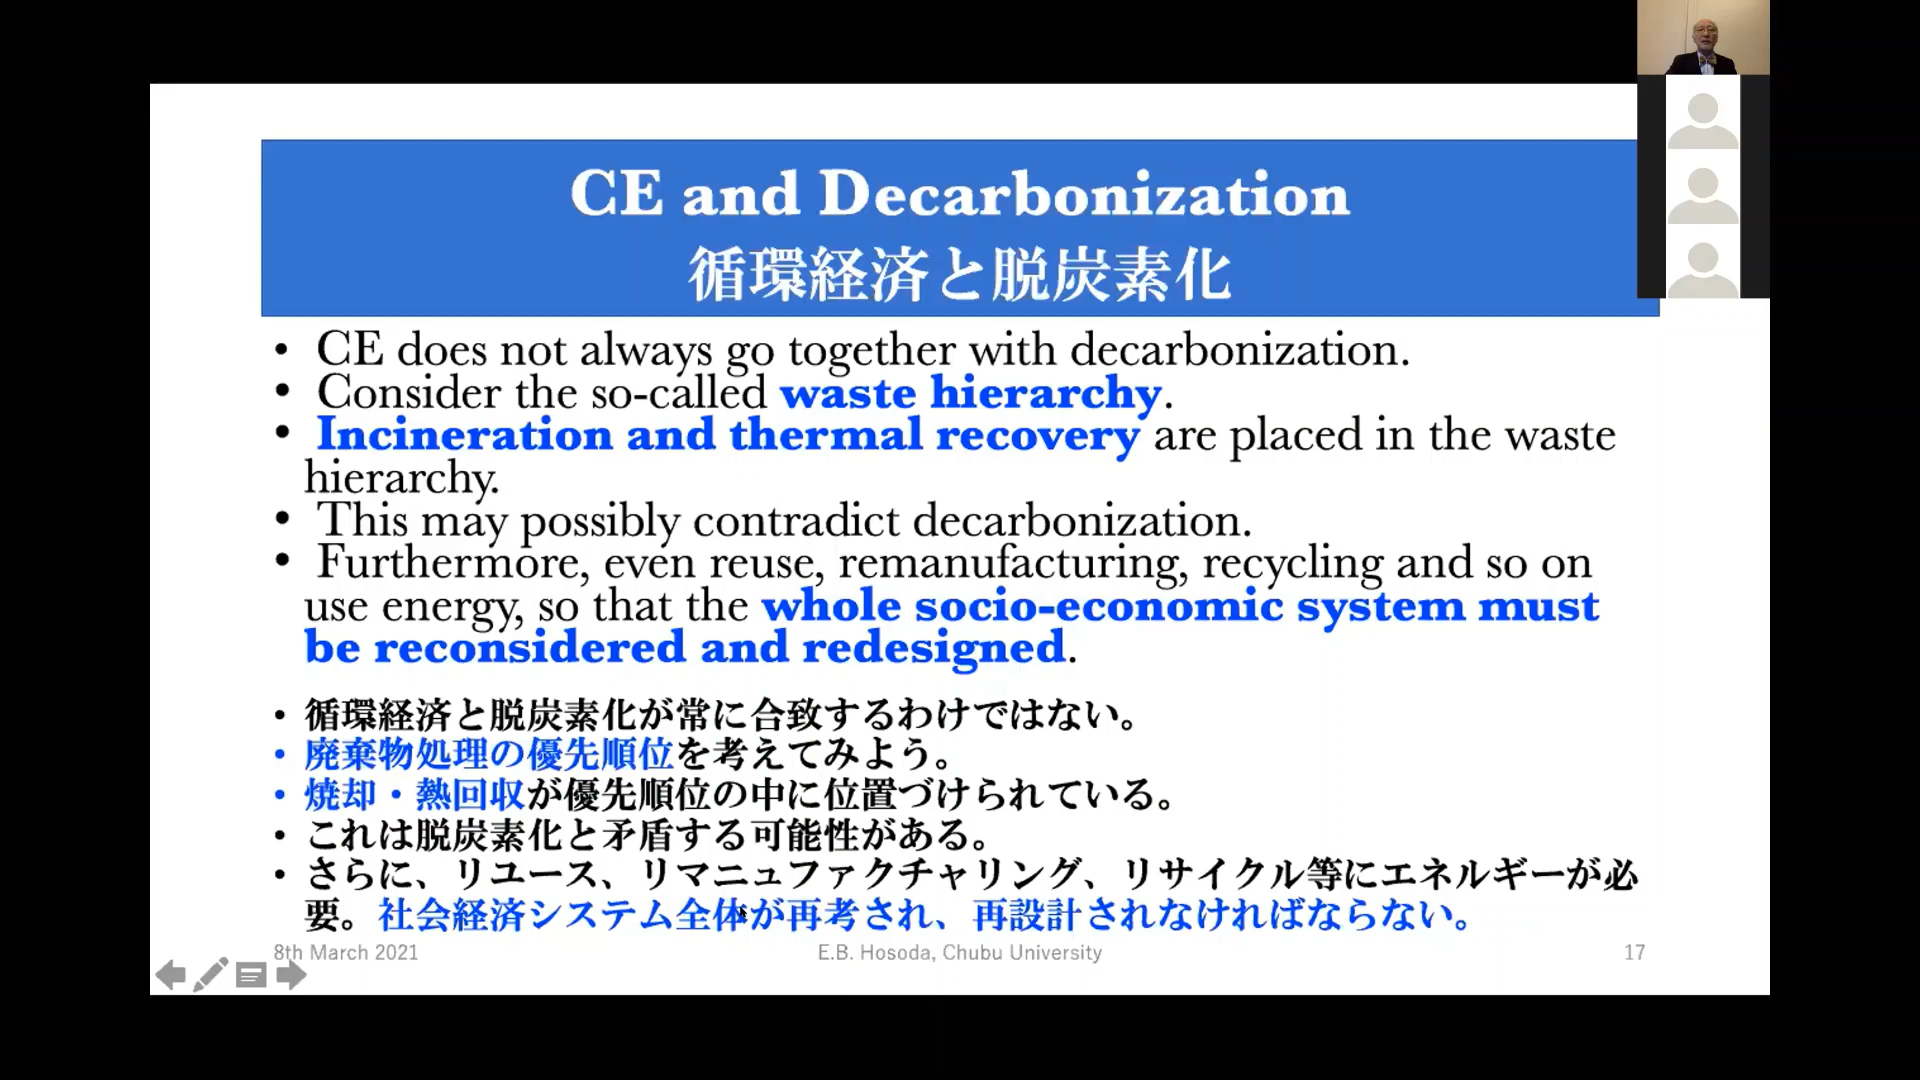 CE and Decarbonization
循環経済と脱炭素化
• CE does not always go together with decarbonization.
• Consider the so-called waste hierarchy.
• Incineration and thermal recovery are placed in the waste
hierarchy.
• This may possibly contradict decarbonization.
• Furthermore, even reuse, remanufacturing, recycling and so on
use energy, so that the whole socio-economic system must
be reconsidered and redesigned.
• 循環経済と脱炭素化が常に合致するわけではない。
• 廃棄物処理の優先順位を考えてみよう。
• 焼却・熱回収が優先順位の中に位置づけられている。
• これは脱炭素化と矛盾する可能性がある。
• さらに、リユース、リマニュファクチャリング、リサイクル等にエネルギーが必
要。社会経済システム全体が再考され、再設計されなければならない。
8th March 2021
E.B. Hosoda, Chubu University
17